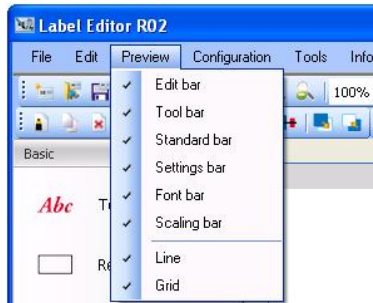 Label Editor R02
File Edit Preview Configuration Tools Info
100%
Edit bar
Tool bar
Standard bar
Settings bar
Font bar
Scaling bar
Line
Grid
Basic
Abc